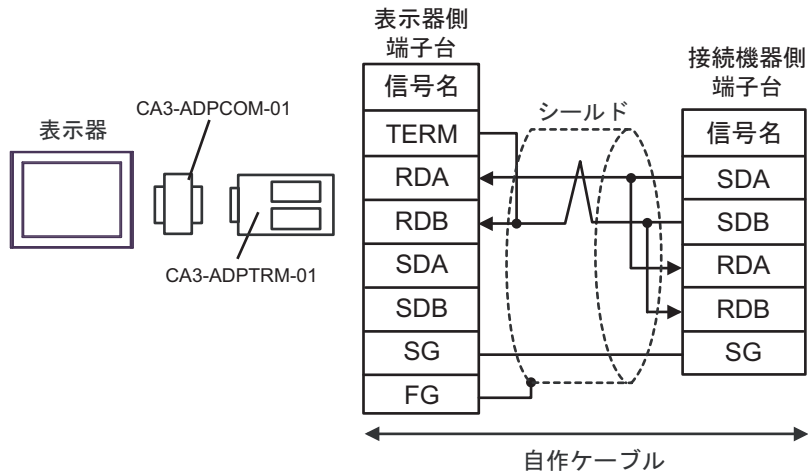 表示器
CA3-ADPCOM-01
CA3-ADPTRM-01
表示器側
端子台
信号名
TERM
RDA
RDB
SDA
SDB
SG
FG
シールド
接続機器側
端子台
信号名
SDA
SDB
RDA
RDB
SG
自作ケーブル